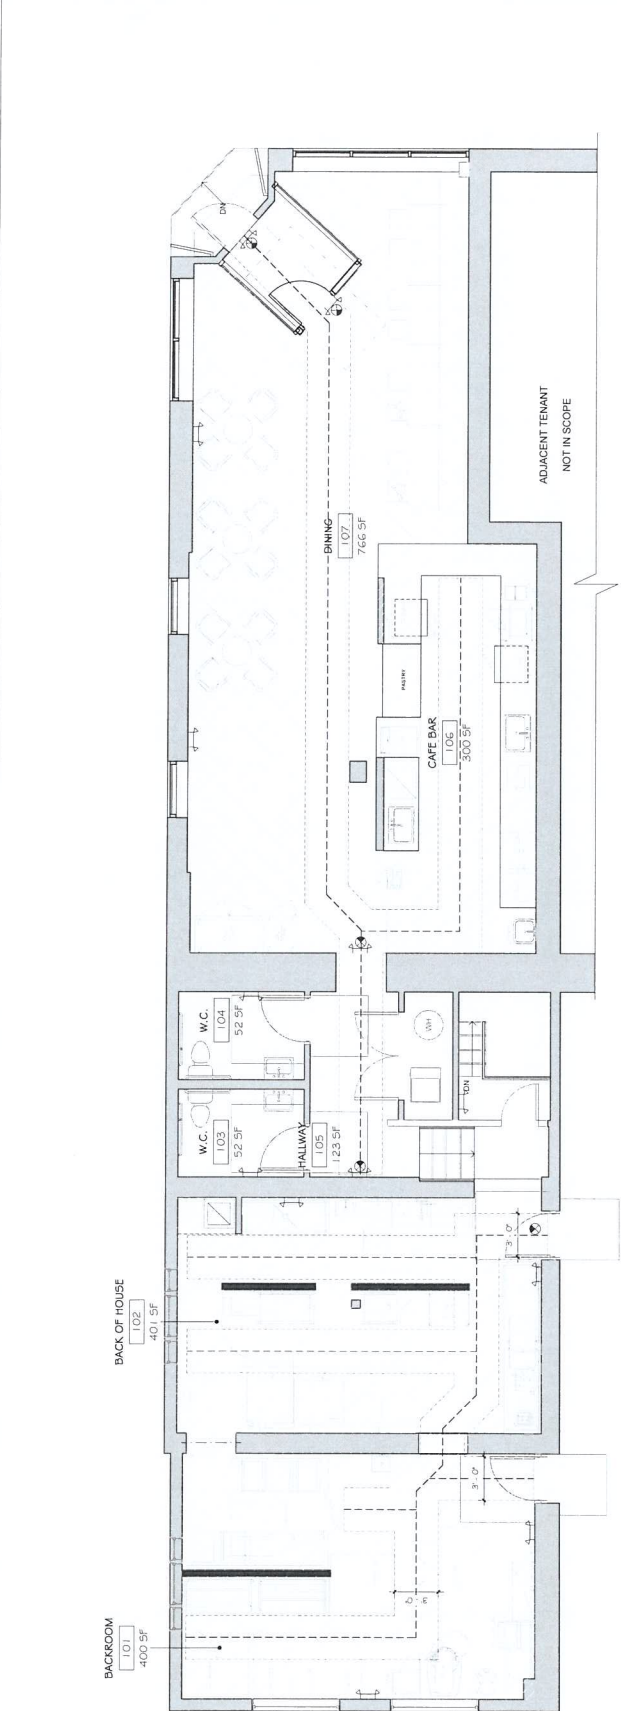 DN
ADJACENT TENANT
NOT IN SCOPE
DINING
107
766 SF
PASTRY
CAFE BAR
106
300 SF
W.C.
104
52 SF
WH
DN
W.C.
103
52 SF
HALLWAY
105
123 SF
3'-0"
BACK OF HOUSE
102
401 SF
3'-0"
3'-0"
BACKROOM
101
400 SF